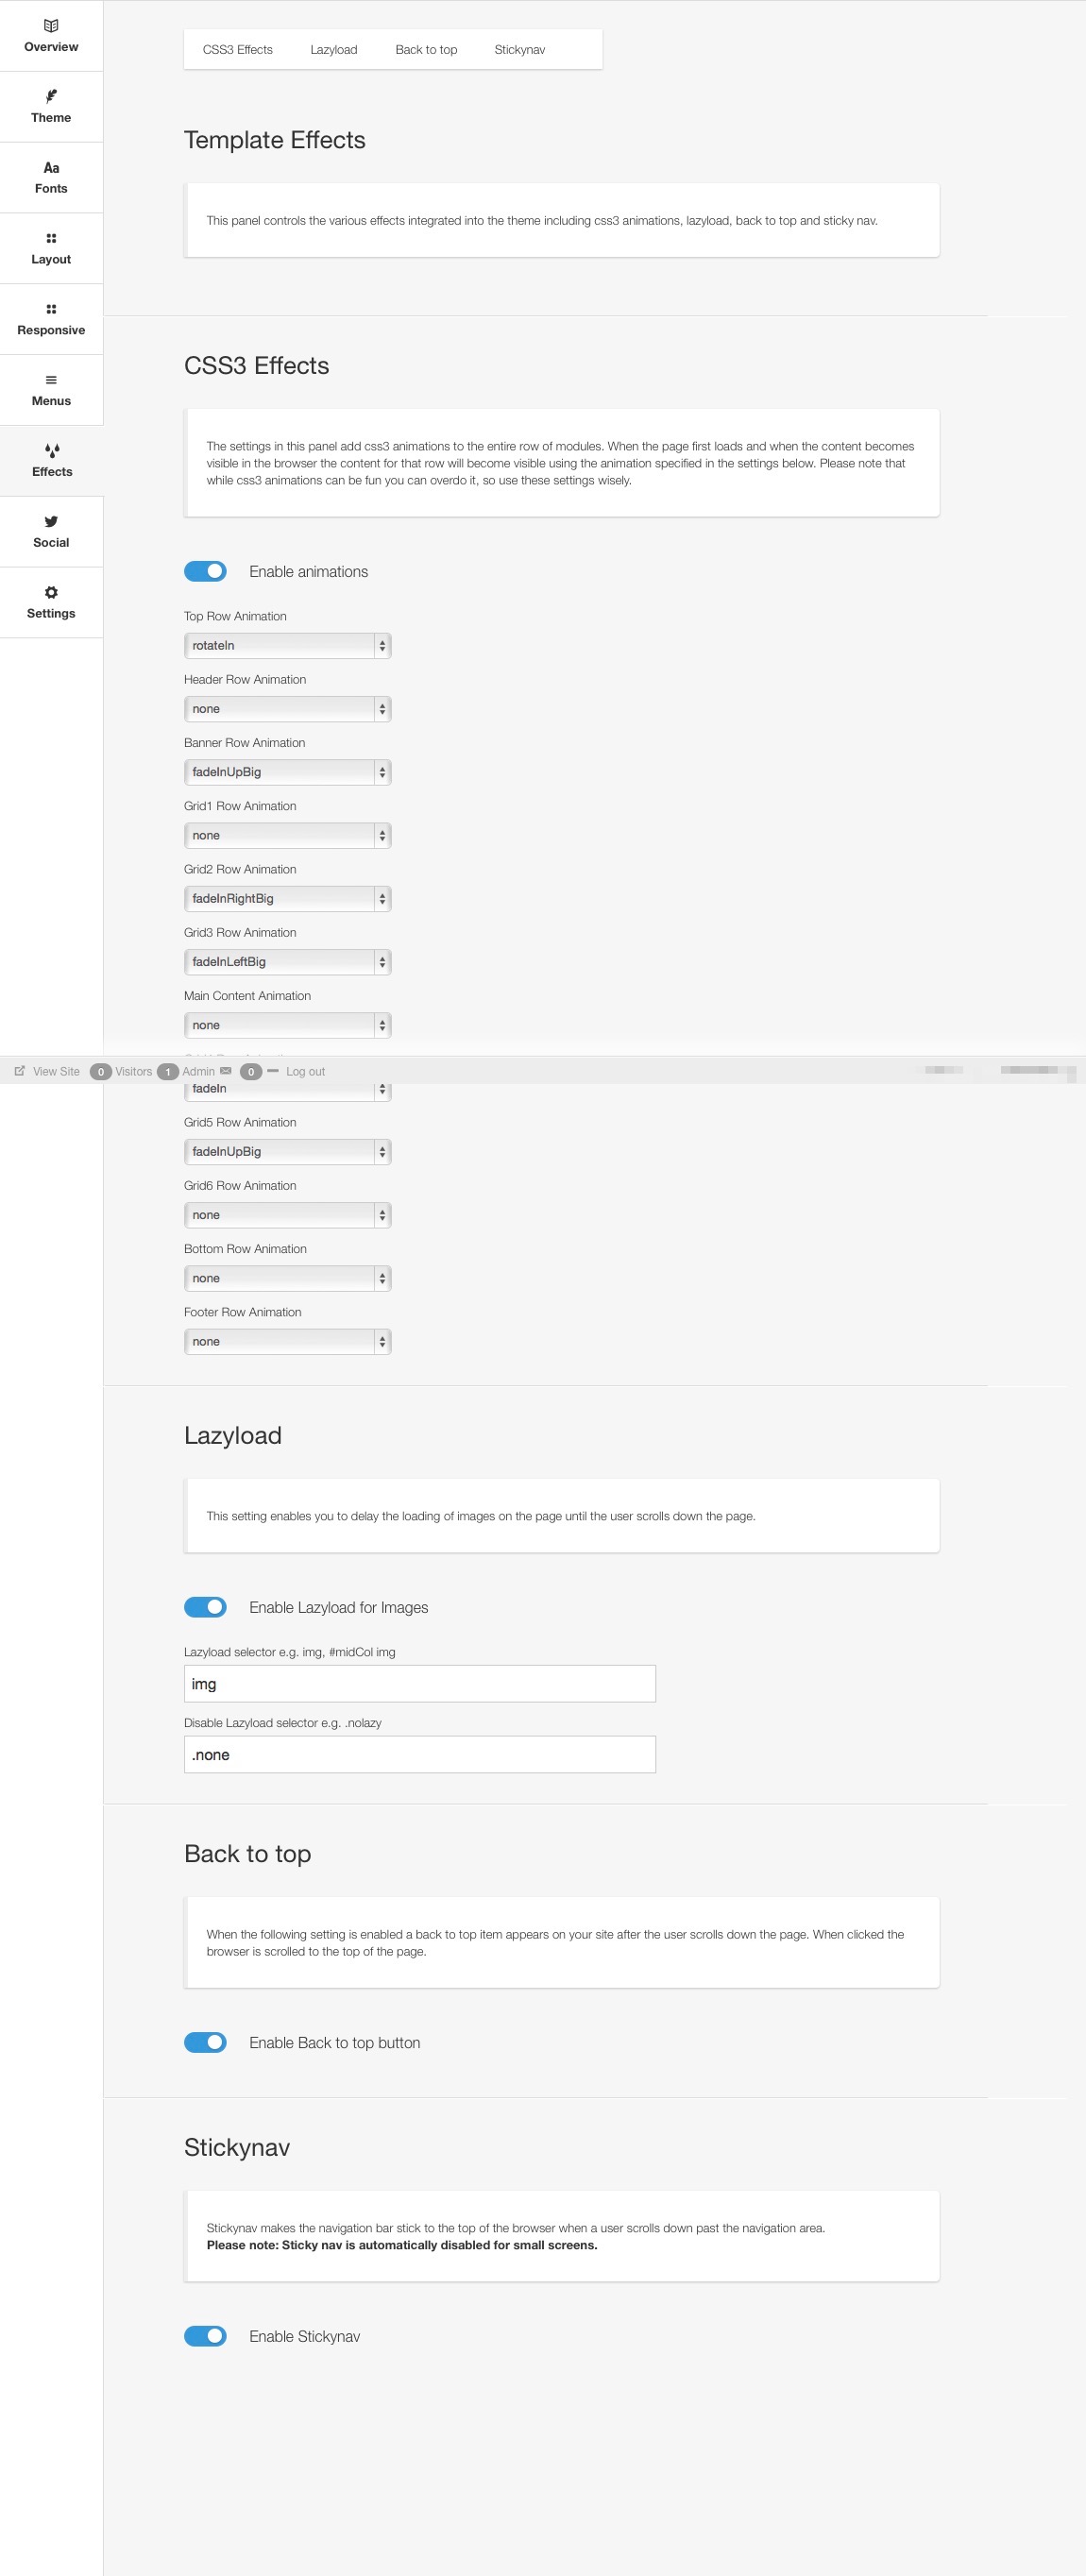 Overview
Theme
Aa
Fonts
Layout
Responsive
Menus
Effects
Social
Settings
CSS3 Effects Lazyload Back to top Stickynav
Template Effects
This panel controls the various effects integrated into the theme including css3 animations, lazyload, back to top and sticky nav.
CSS3 Effects
The settings in this panel add css3 animations to the entire row of modules. When the page first loads and when the content becomes
visible in the browser the content for that row will become visible using the animation specified in the settings below. Please note that
while css3 animations can be fun you can overdo it, so use these settings wisely.
Enable animations
Top Row Animation
rotateIn
Header Row Animation
none
Banner Row Animation
fadeInUpBig
Grid1 Row Animation
none
Grid2 Row Animation
fadeInRightBig
Grid3 Row Animation
fadeInLeftBig
Main Content Animation
none
View Site 0 Visitors 1 Admin 0 Log out
fadeIn
Grid5 Row Animation
fadeInUpBig
Grid6 Row Animation
none
Bottom Row Animation
none
Footer Row Animation
none
Lazyload
This setting enables you to delay the loading of images on the page until the user scrolls down the page.
Enable Lazyload for Images
Lazyload selector e.g. img, #midCol img
img
Disable Lazyload selector e.g. .nolazy
.none
Back to top
When the following setting is enabled a back to top item appears on your site after the user scrolls down the page. When clicked the
browser is scrolled to the top of the page.
Enable Back to top button
Stickynav
Stickynav makes the navigation bar stick to the top of the browser when a user scrolls down past the navigation area.
Please note: Sticky nav is automatically disabled for small screens.
Enable Stickynav